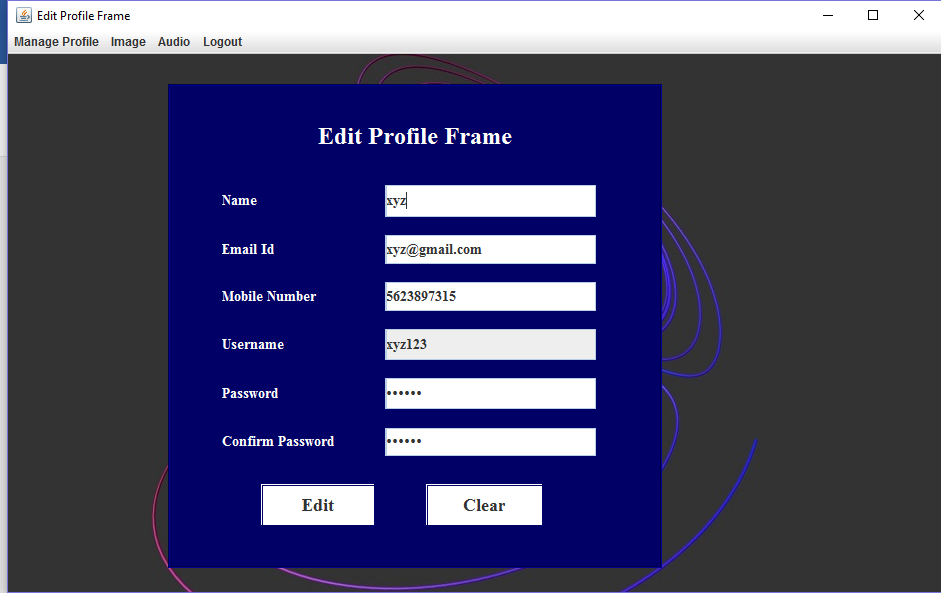 Edit Profile Frame
Manage Profile Image Audio Logout
Edit Profile Frame
Name xyz
Email Id xyz@gmail.com
Mobile Number 5623897315
Username xyz123
Password ••••••
Confirm Password ••••••
Edit Clear